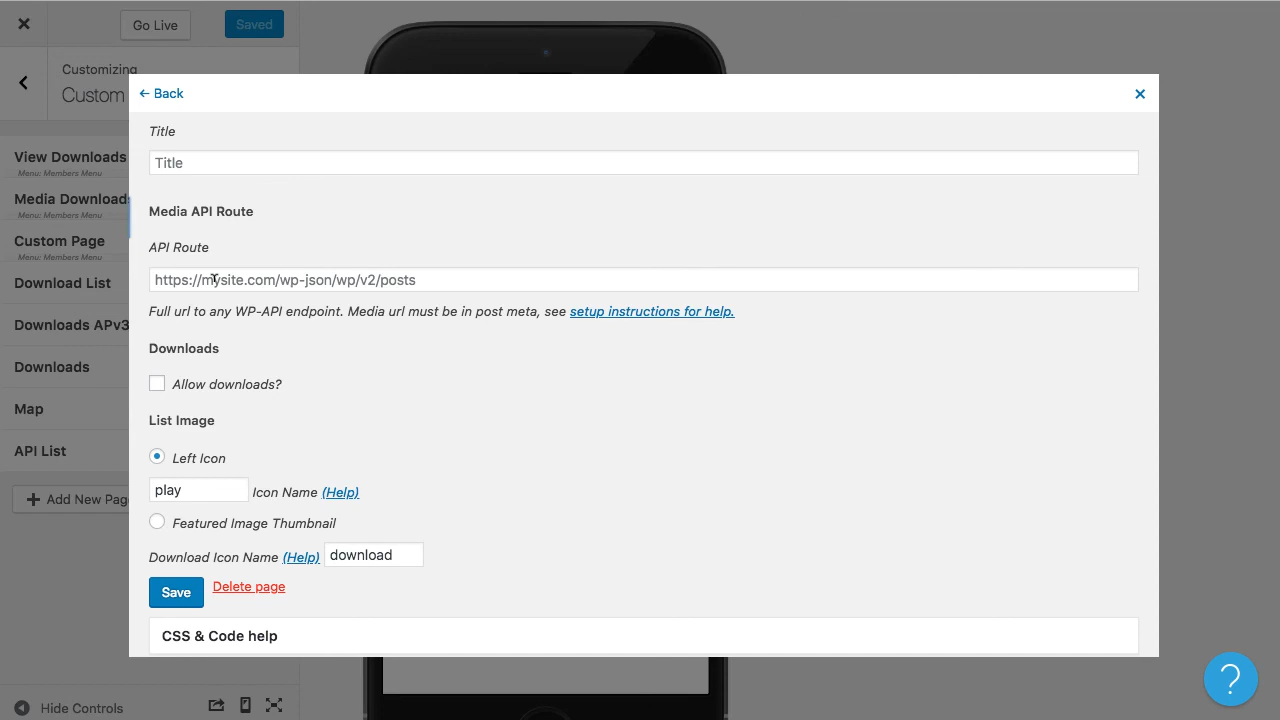 Go Live
Saved
Customizing
Custom
View Downloads
Menu: Members Menu
Media Downloads
Menu: Members Menu
Custom Page
Menu: Members Menu
Download List
Downloads APv3
Downloads
Map
API List
Add New Page
Hide Controls
← Back
×
Title
Title
Media API Route
API Route
https://mysite.com/wp-json/wp/v2/posts
Full url to any WP-API endpoint. Media url must be in post meta, see setup instructions for help.
Downloads
Allow downloads?
List Image
Left Icon
play Icon Name (Help)
Featured Image Thumbnail
Download Icon Name (Help) download
Save Delete page
CSS & Code help
?